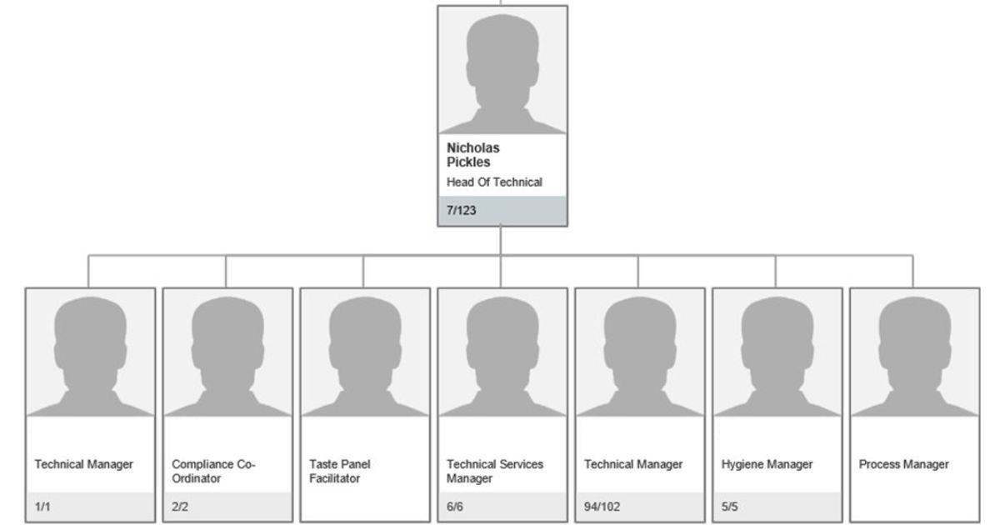 Nicholas
Pickles
Head Of Technical
7/123
Technical Manager
1/1
Compliance Co-
Ordinator
2/2
Taste Panel
Facilitator
Technical Services
Manager
6/6
Technical Manager
94/102
Hygiene Manager
5/5
Process Manager